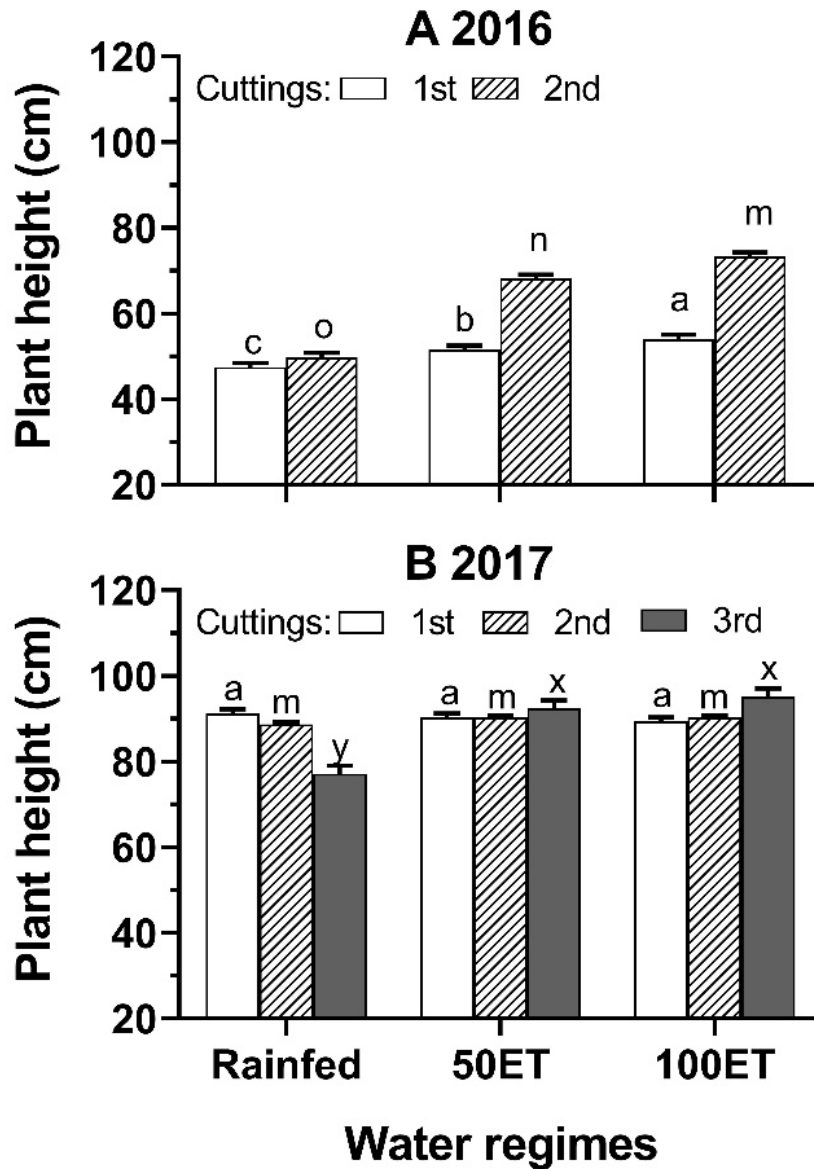 A 2016
Plant height (cm)
120
100
80
60
40
20
Cuttings: 1st 2nd
c
o
b
n
a
m
B 2017
Plant height (cm)
120
100
80
60
40
20
Cuttings: 1st 2nd 3rd
a
m
y
a
m
x
a
m
x
Rainfed 50ET 100ET
Water regimes